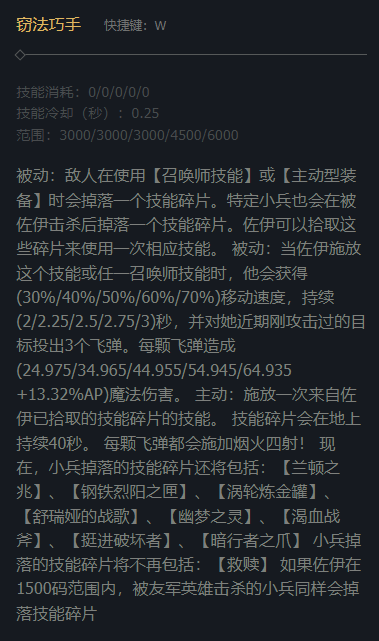 窃法巧手 快捷键：W
技能消耗：0/0/0/0/0
技能冷却（秒）：0.25
范围：3000/3000/3000/4500/6000
被动：敌人在使用【召唤师技能】或【主动型装
备】时会掉落一个技能碎片。特定小兵也会在被
佐伊击杀后掉落一个技能碎片。佐伊可以拾取这
些碎片来使用一次相应技能。 被动：当佐伊施放
这个技能或任一召唤师技能时，他会获得
(30%/40%/50%/60%/70%)移动速度，持续
(2/2.25/2.5/2.75/3)秒，并对她近期刚攻击过的目
标投出3个飞弹。每颗飞弹造成
(24.975/34.965/44.955/54.945/64.935
+13.32%AP)魔法伤害。 主动：施放一次来自佐
伊已拾取的技能碎片的技能。 技能碎片会在地上
持续40秒。 每颗飞弹都会施加烟火四射！ 现
在，小兵掉落的技能碎片还将包括：【兰顿之
兆】、【钢铁烈阳之匣】、【涡轮炼金罐】、
【舒瑞娅的战歌】、【幽梦之灵】、【渴血战
斧】、【挺进破坏者】、【暗行者之爪】 小兵掉
落的技能碎片将不再包括：【救赎】 如果佐伊在
1500码范围内，被友军英雄击杀的小兵同样会掉
落技能碎片